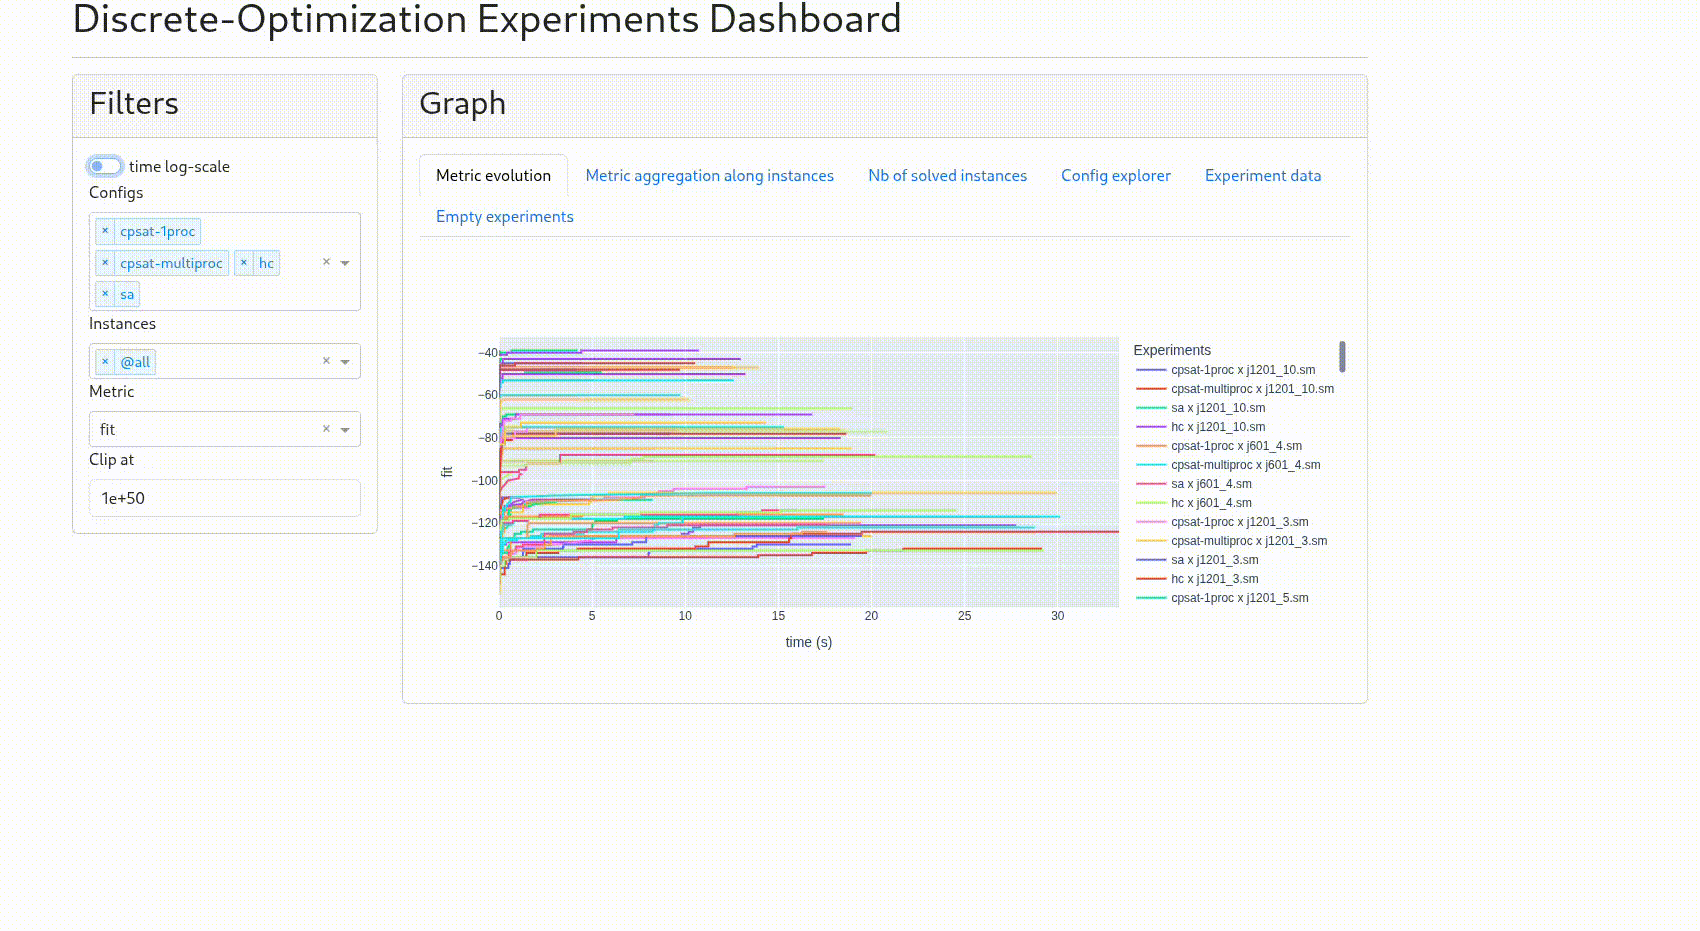 Discrete-Optimization Experiments Dashboard
Filters
time log-scale
Configs
× cpsat-1proc
× cpsat-multiproc × hc ×
× sa
Instances
× @all ×
Metric
fit ×
Clip at
1e+50
Graph
Metric evolution Metric aggregation along instances Nb of solved instances Config explorer Experiment data
Empty experiments
−40
−60
−80
−100
−120
−140
fit
0 5 10 15 20 25 30
time (s)
Experiments
cpsat-1proc x j1201_10.sm
cpsat-multiproc x j1201_10.sm
sa x j1201_10.sm
hc x j1201_10.sm
cpsat-1proc x j601_4.sm
cpsat-multiproc x j601_4.sm
sa x j601_4.sm
hc x j601_4.sm
cpsat-1proc x j1201_3.sm
cpsat-multiproc x j1201_3.sm
sa x j1201_3.sm
hc x j1201_3.sm
cpsat-1proc x j1201_5.sm